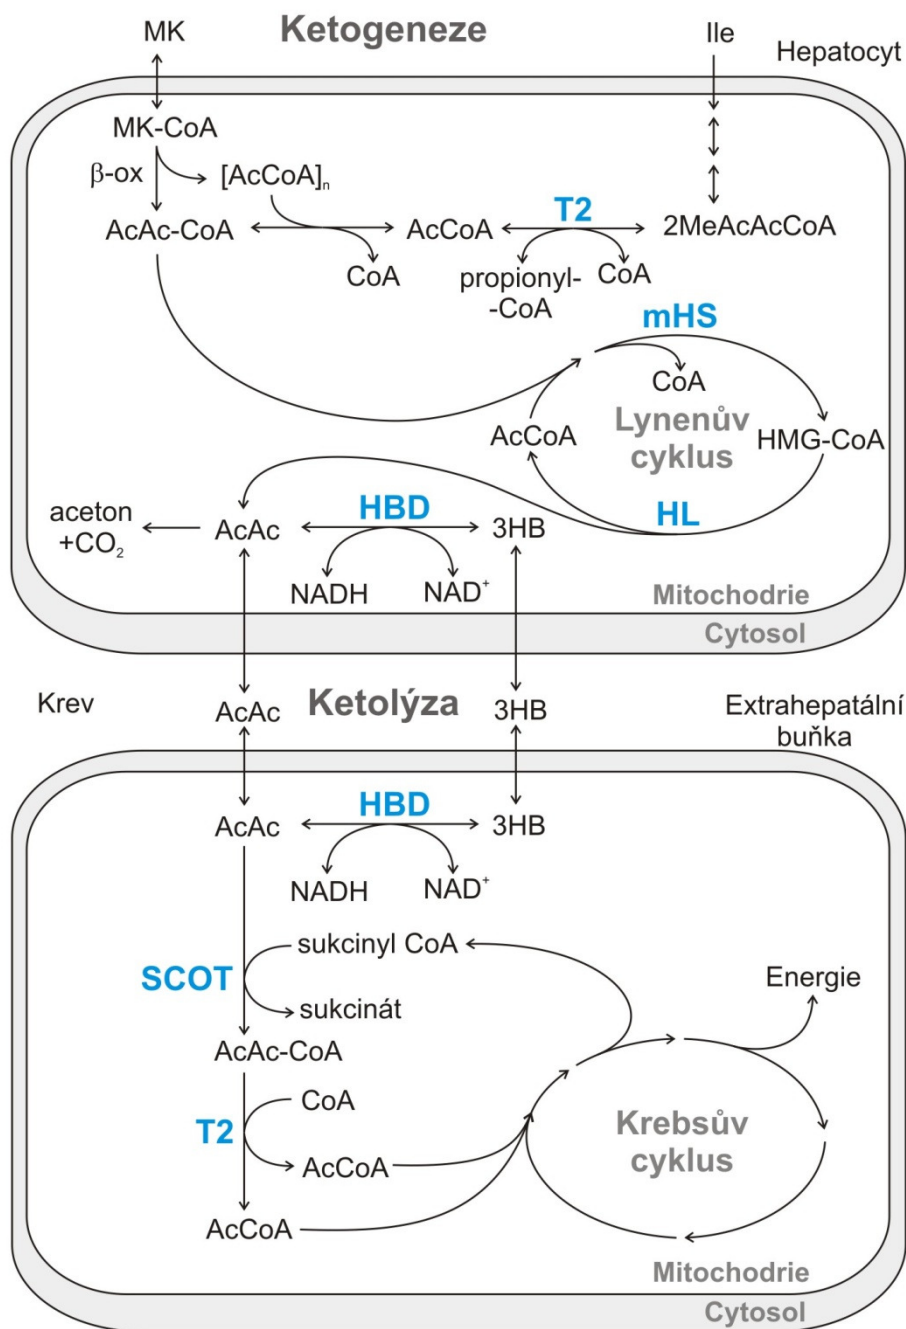 MK
Ketogeneze
Ile
Hepatocyt
MK-CoA
β-ox
[AcCoA]n
T2
AcAc-CoA
AcCoA
2MeAcAcCoA
CoA
propionyl-
-CoA
CoA
mHS
CoA
AcCoA
Lynenův
cyklus
HMG-CoA
HBD
HL
aceton
+CO2
AcAc
3HB
NADH
NAD+
Mitochodrie
Cytosol
Krev
AcAc
Ketolýza
3HB
Extrahepatální
buňka
HBD
AcAc
3HB
NADH
NAD+
sukcinyl CoA
SCOT
sukcinát
Energie
AcAc-CoA
CoA
T2
AcCoA
Krebsův
cyklus
AcCoA
Mitochodrie
Cytosol